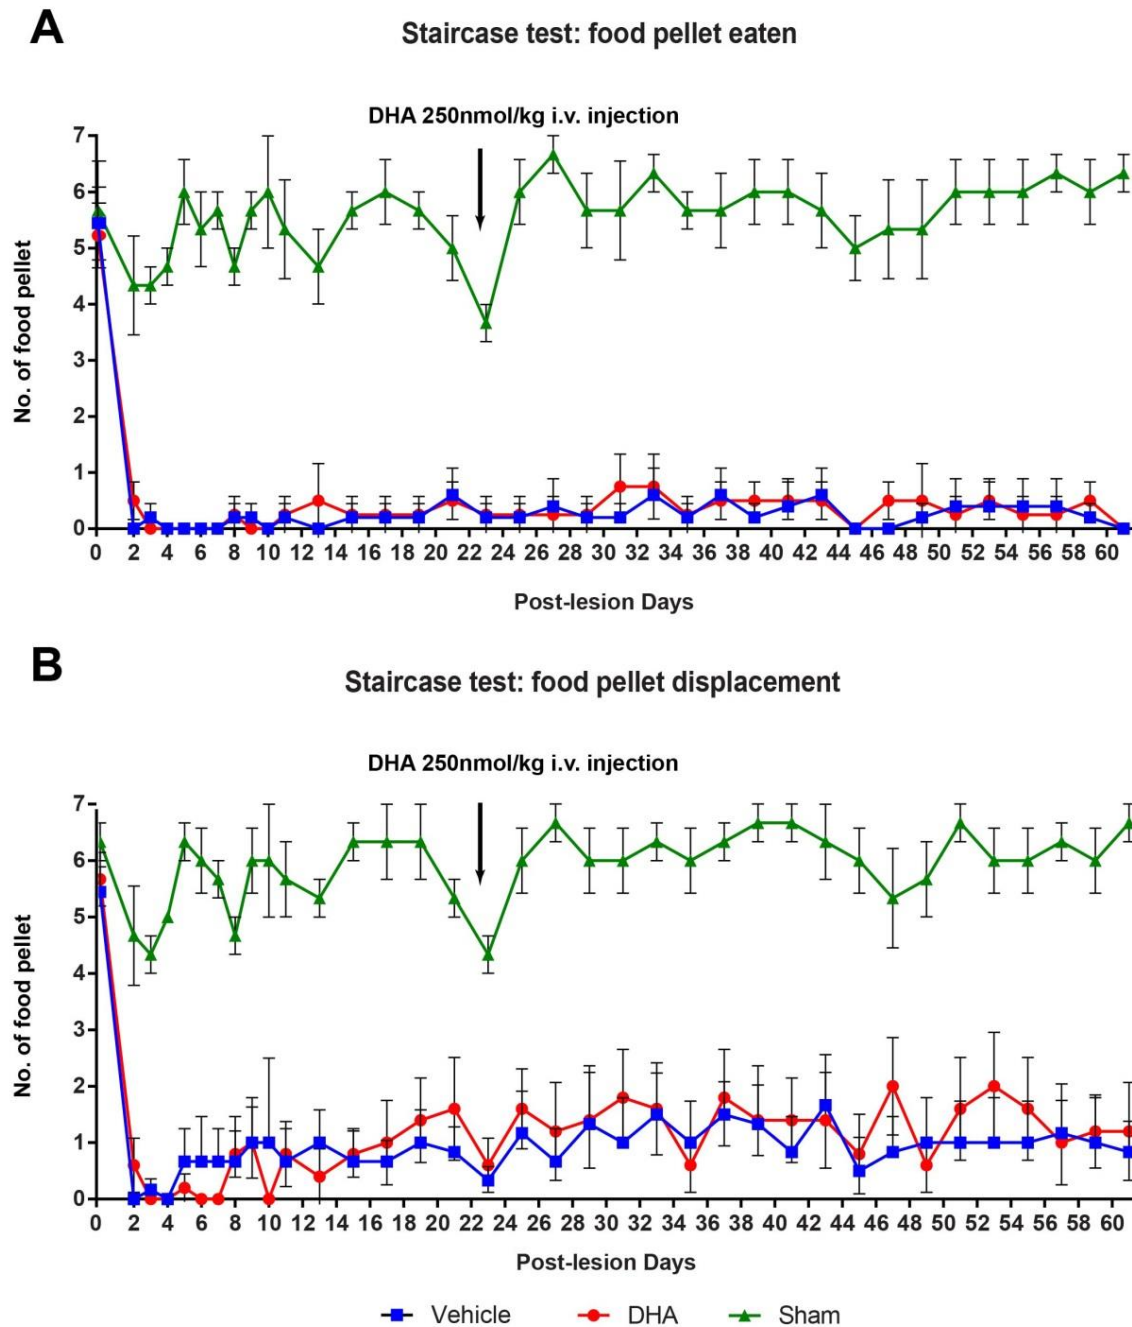 A
Staircase test: food pellet eaten
DHA 250nmol/kg i.v. injection
7
6
5
4
3
2
1
0
No. of food pellet
0 2 4 6 8 10 12 14 16 18 20 22 24 26 28 30 32 34 36 38 40 42 44 46 48 50 52 54 56 58 60
Post-lesion Days
B
Staircase test: food pellet displacement
DHA 250nmol/kg i.v. injection
7
6
5
4
3
2
1
0
No. of food pellet
0 2 4 6 8 10 12 14 16 18 20 22 24 26 28 30 32 34 36 38 40 42 44 46 48 50 52 54 56 58 60
Post-lesion Days
Vehicle DHA Sham